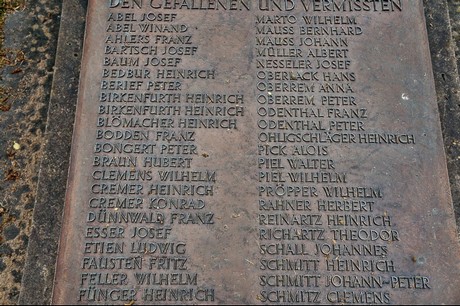 DEN GEFALLENEN UND VERMISSTEN
ABEL JOSEF
ABEL WINAND
AHLERS FRANZ
BARTSCH JOSEF
BAUM JOSEF
BEDBUR HEINRICH
BERIEF PETER
BIRKENFURTH HEINRICH
BIRKENFURTH HEINRICH
BLÖMACHER HEINRICH
BODDEN FRANZ
BONGERT PETER
BRAUN HUBERT
CLEMENS WILHELM
CREMER HEINRICH
CREMER KONRAD
DÜNNWALD FRANZ
ESSER JOSEF
ETIEN LUDWIG
FAUSTEN FRITZ
FELLER WILHELM
FÜNGER HEINRICH
MARTO WILHELM
MAUSS BERNHARD
MAUSS JOHANN
MÜLLER ALBERT
NESSELER JOSEF
OBERLACK HANS
OBERREM ANNA
OBERREM PETER
ODENTHAL FRANZ
ODENTHAL PETER
OHLIGSCHLÄGER HEINRICH
PICK ALOIS
PIEL WALTER
PIEL WILHELM
PRÖPPER WILHELM
RAHNER HERBERT
REINARTZ HEINRICH
RICHARTZ THEODOR
SCHALL JOHANNES
SCHMITT HEINRICH
SCHMITT JOHANN-PETER
SCHMITZ CLEMENS